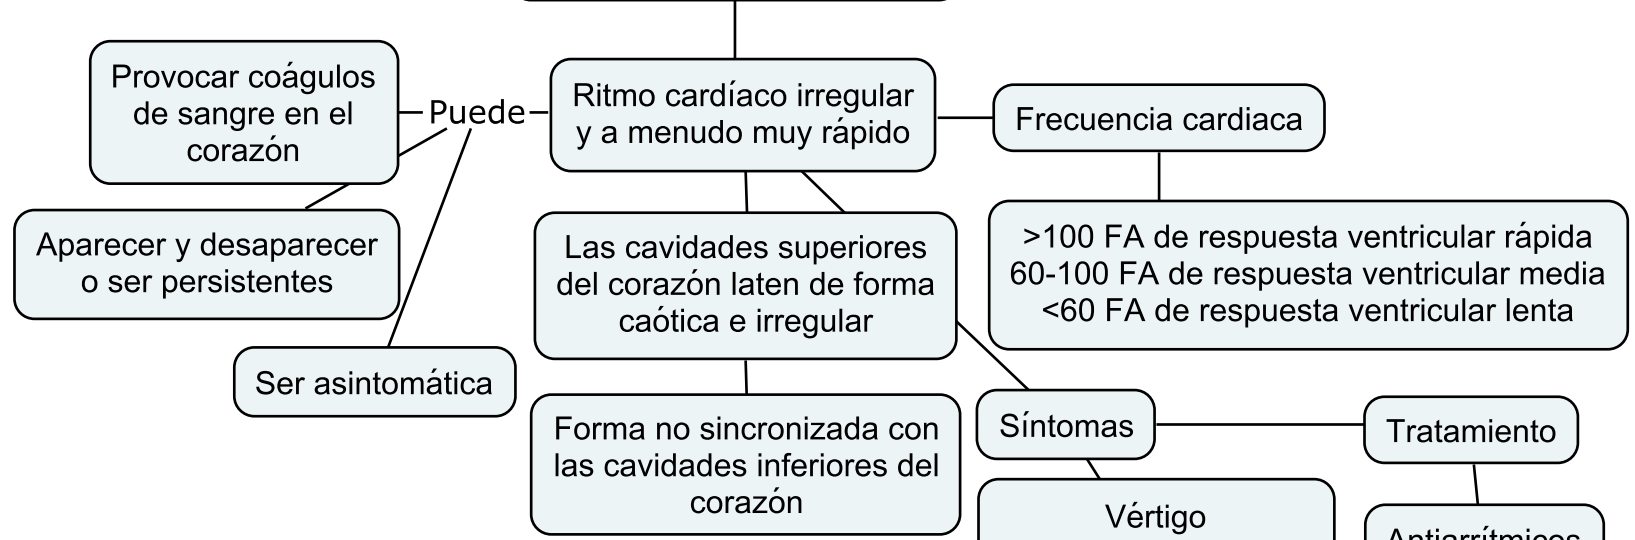 Provocar coágulos
de sangre en el
corazón
Puede
Ritmo cardíaco irregular
y a menudo muy rápido
Frecuencia cardiaca
Aparecer y desaparecer
o ser persistentes
Las cavidades superiores
del corazón laten de forma
caótica e irregular
>100 FA de respuesta ventricular rápida
60-100 FA de respuesta ventricular media
<60 FA de respuesta ventricular lenta
Ser asintomática
Forma no sincronizada con
las cavidades inferiores del
corazón
Síntomas
Tratamiento
Vértigo
Antiarrítmicos